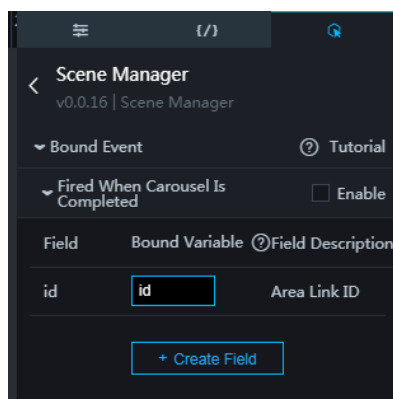 {/}
Scene Manager
v0.0.16 | Scene Manager
Bound Event Tutorial
Fired When Carousel Is
Completed
Enable
Field Bound Variable Field Description
id id Area Link ID
+ Create Field